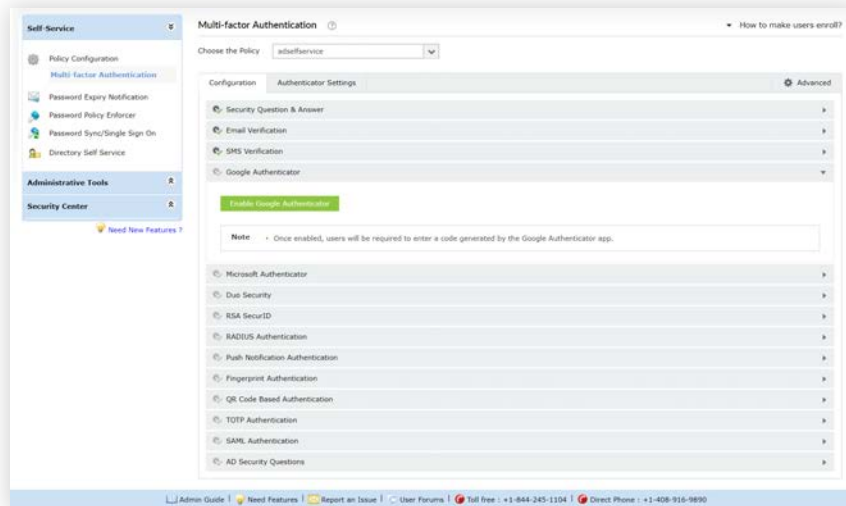 Self-Service
Policy Configuration
Multi-factor Authentication
Password Expiry Notification
Password Policy Enforcer
Password Sync/Single Sign On
Directory Self Service
Administrative Tools
Security Center
Need New Features ?
Multi-factor Authentication
How to make users enroll?
Choose the Policy
adselfservice
Configuration
Authenticator Settings
Advanced
Security Question & Answer
Email Verification
SMS Verification
Google Authenticator
Enable Google Authenticator
Note • Once enabled, users will be required to enter a code generated by the Google Authenticator app.
Microsoft Authenticator
Duo Security
RSA SecurID
RADIUS Authentication
Push Notification Authentication
Fingerprint Authentication
QR Code Based Authentication
TOTP Authentication
SAML Authentication
AD Security Questions
Admin Guide | Need Features | Report an Issue | User Forums | Toll free : +1-844-245-1104 | Direct Phone : +1-408-916-9890